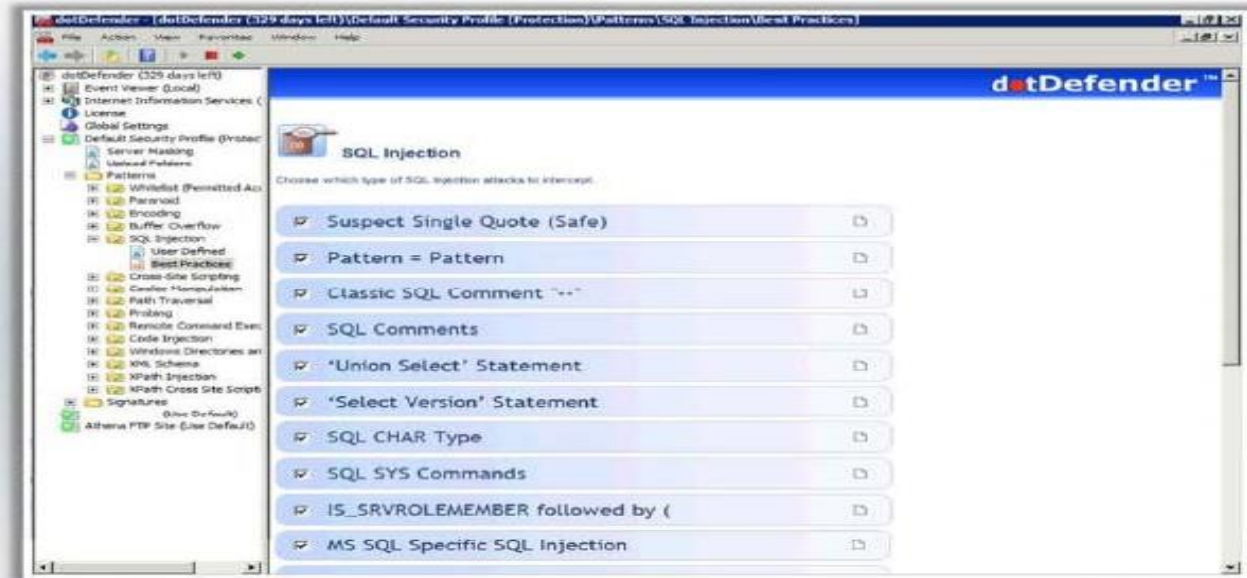 dotDefender - [dotDefender (329 days left)\Default Security Profile (Protection)\Patterns\SQL Injection\Best Practices]
File Action View Favorites Window Help
dotDefender (329 days left)
Event Viewer (Local)
Internet Information Services (
License
Global Settings
Default Security Profile (Protec
Server Masking
Upload Folders
Patterns
Whitelist (Permitted Acc
Paranoid
Encoding
Buffer Overflow
SQL Injection
User Defined
Best Practices
Cross-Site Scripting
Cookie Manipulation
Path Traversal
Probing
Remote Command Exec
Code Injection
Windows Directories an
XML Schema
XPath Injection
XPath Cross Site Scripti
Signatures
(Use Default)
Athena FTP Site (Use Default)
dotDefender™
SQL Injection
Choose which type of SQL Injection attacks to intercept.
Suspect Single Quote (Safe)
Pattern = Pattern
Classic SQL Comment "--"
SQL Comments
'Union Select' Statement
'Select Version' Statement
SQL CHAR Type
SQL SYS Commands
IS_SRVROLEMEMBER followed by (
MS SQL Specific SQL Injection